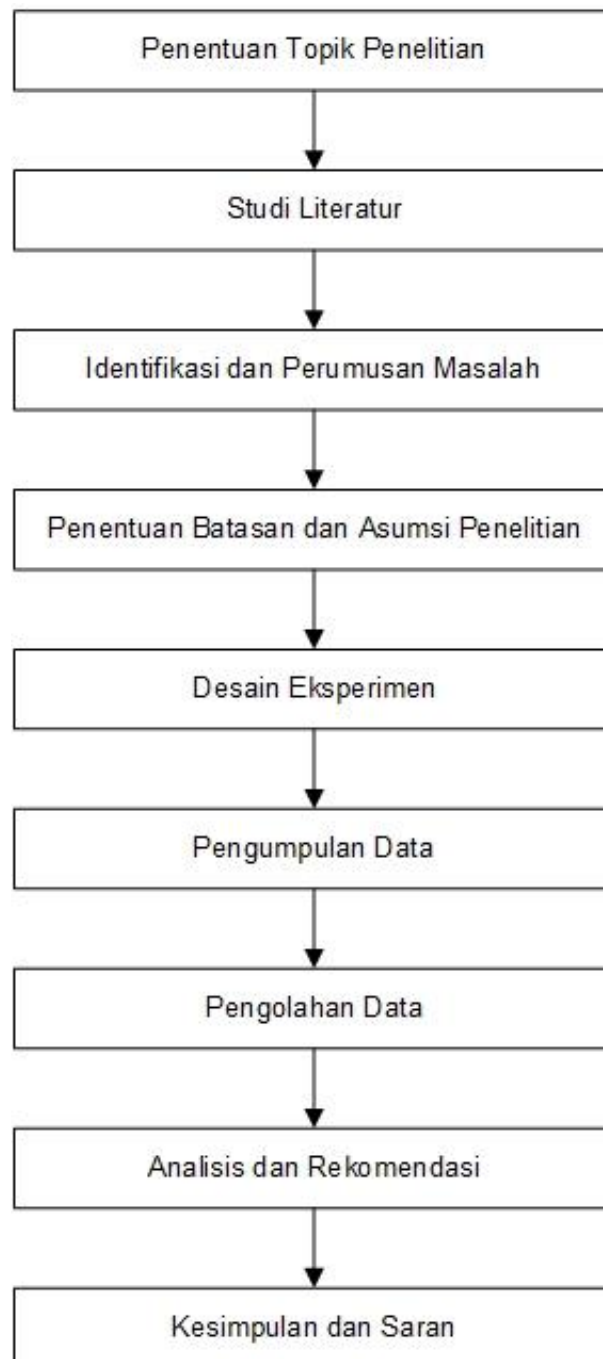 Penentuan Topik Penelitian
Studi Literatur
Identifikasi dan Perumusan Masalah
Penentuan Batasan dan Asumsi Penelitian
Desain Eksperimen
Pengumpulan Data
Pengolahan Data
Analisis dan Rekomendasi
Kesimpulan dan Saran